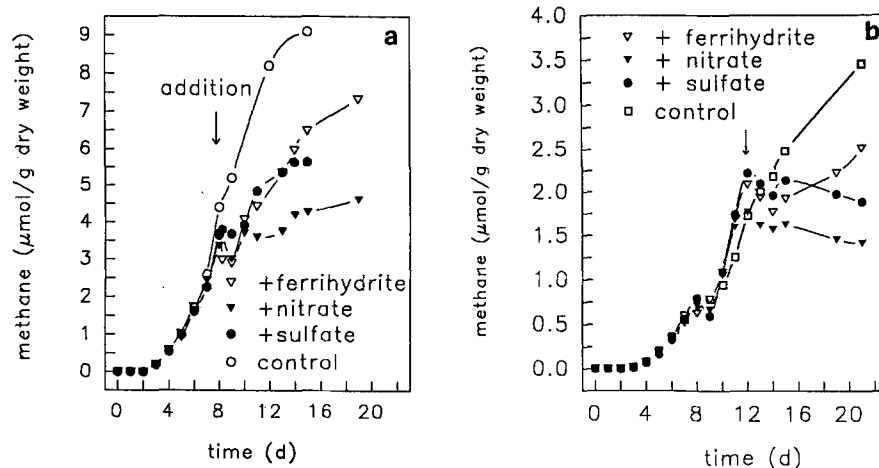 a
methane (μmol/g dry weight)
9
8
7
6
5
4
3
2
1
0
addition
+ferrihydrite
+nitrate
+sulfate
control
0 4 8 12 16 20
time (d)
b
methane (μmol/g dry weight)
4.0
3.5
3.0
2.5
2.0
1.5
1.0
0.5
0.0
+ ferrihydrite
+ nitrate
+ sulfate
control
0 4 8 12 16 20
time (d)